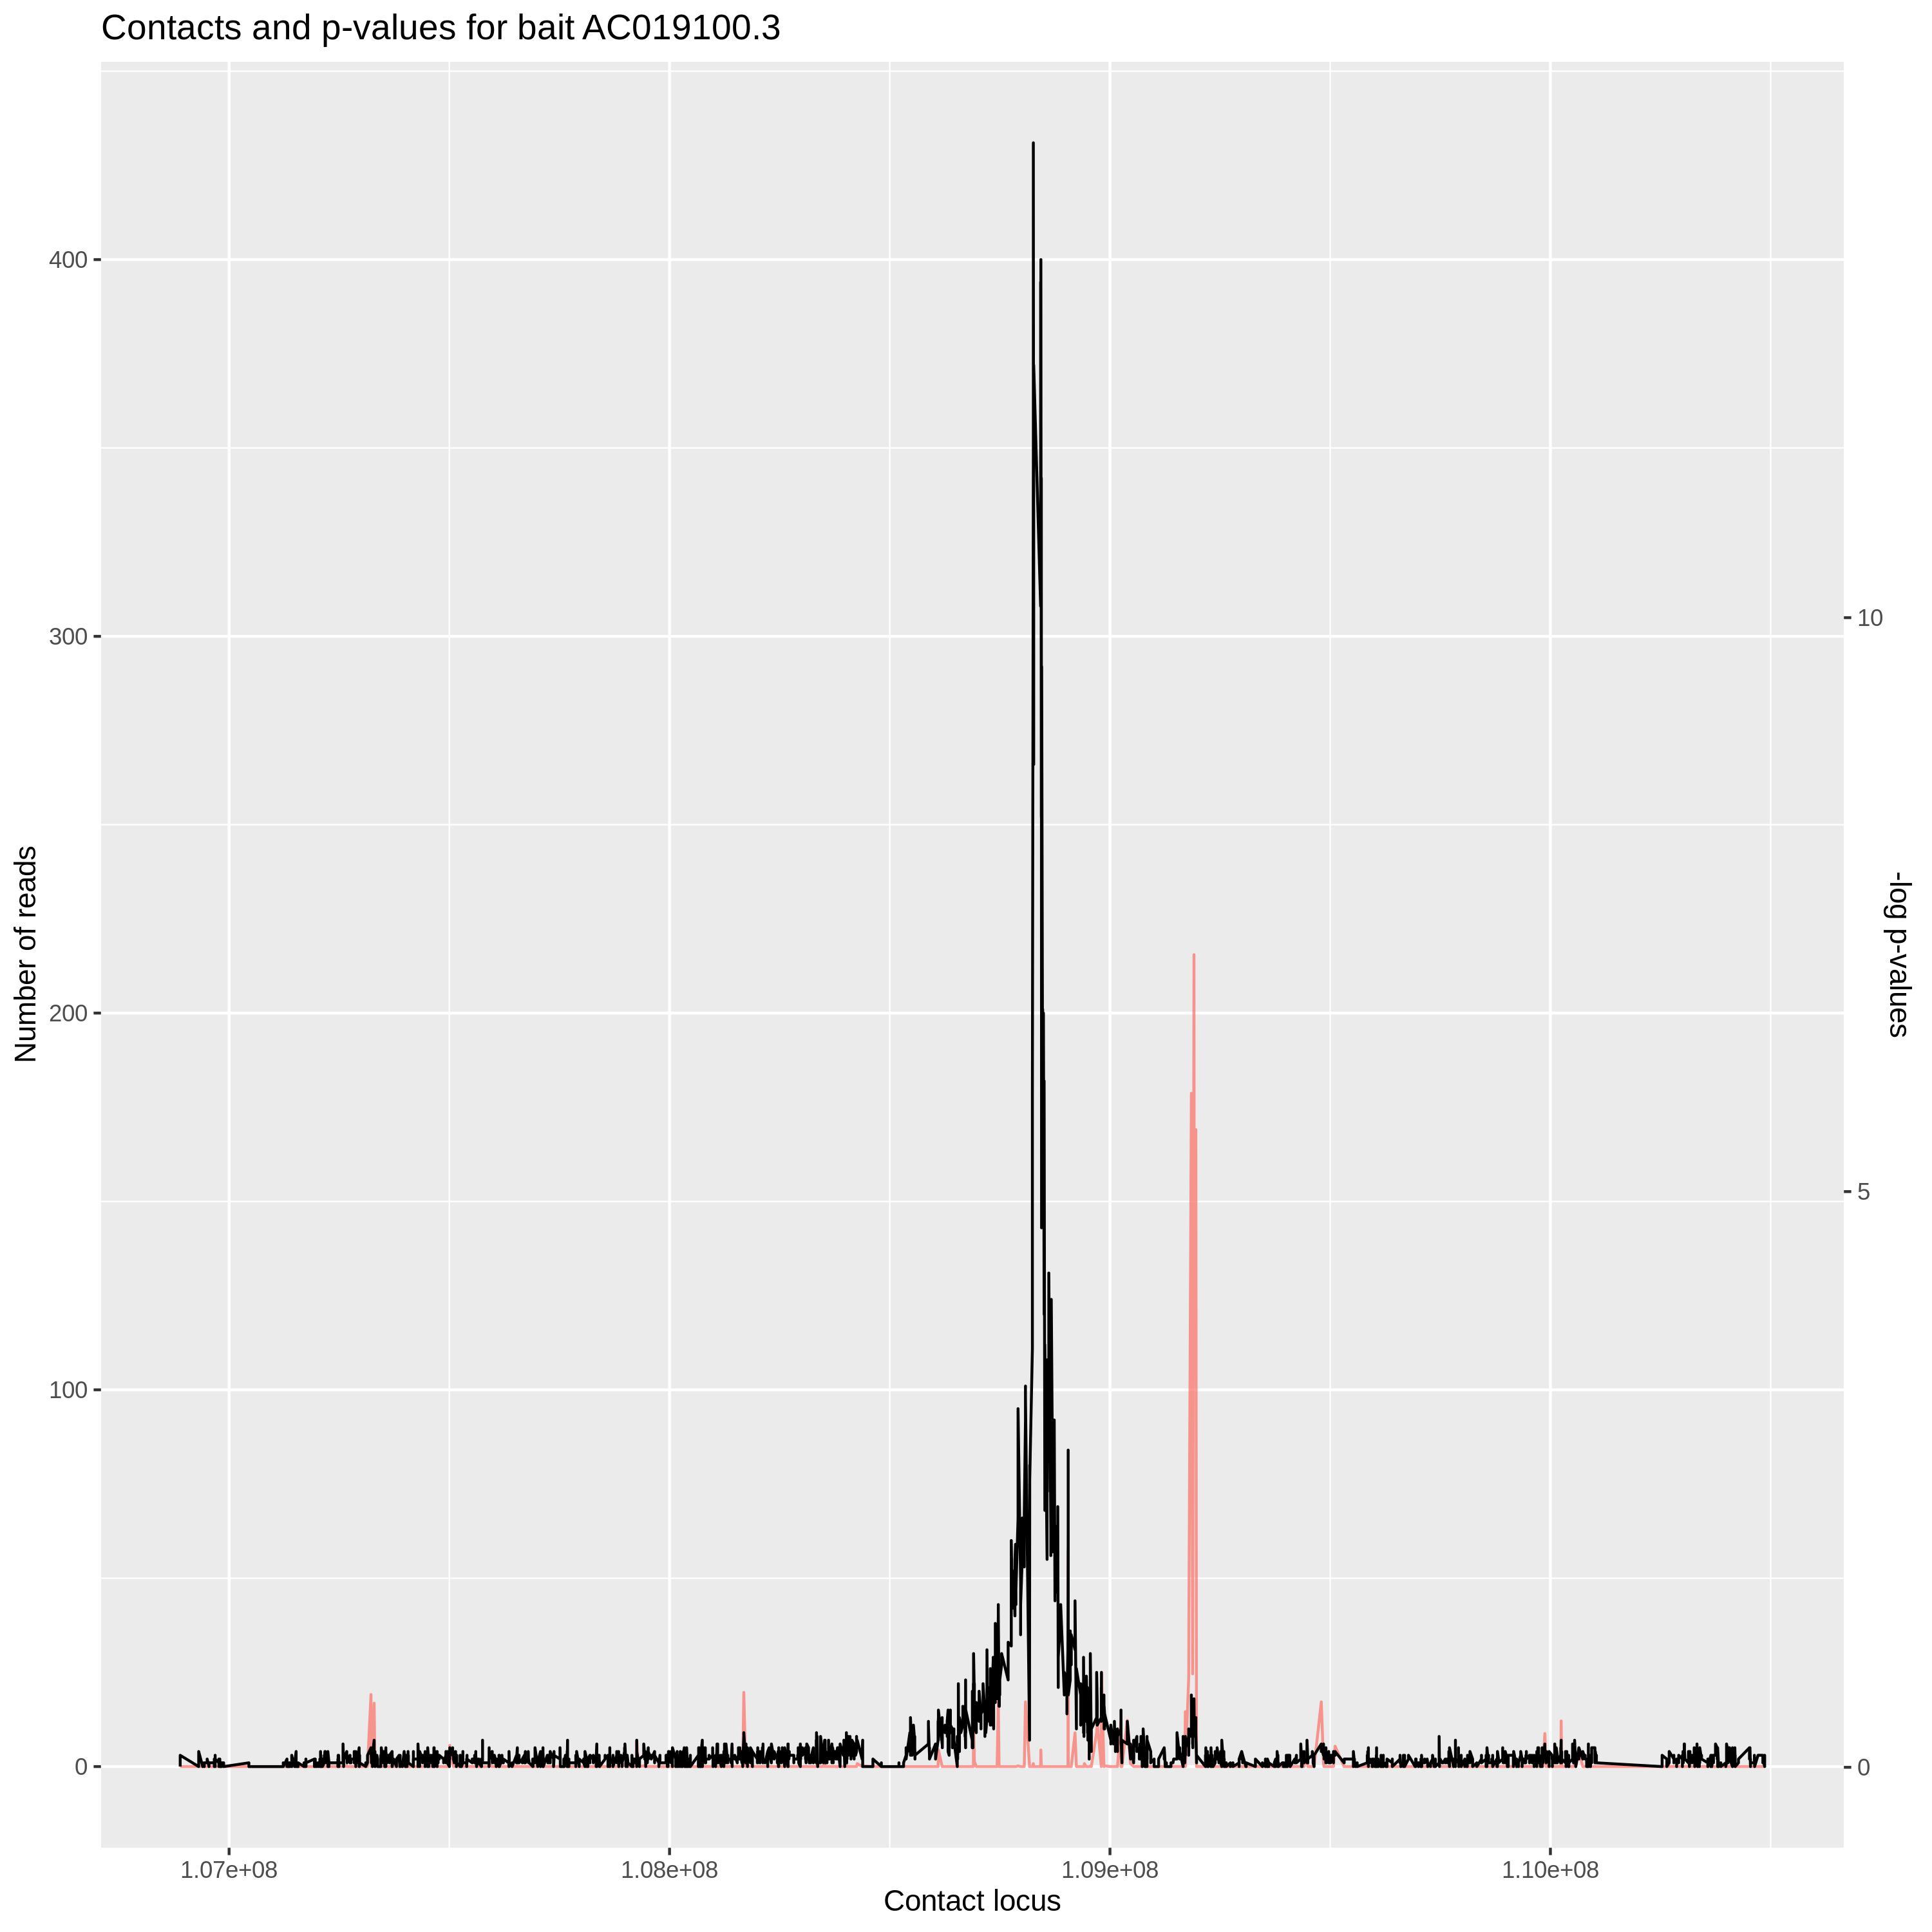 Contacts and p-values for bait AC019100.3
400
300
200
100
0
Number of reads
10
5
0
-log p-values
1.07e+08
1.08e+08
1.09e+08
1.10e+08
Contact locus